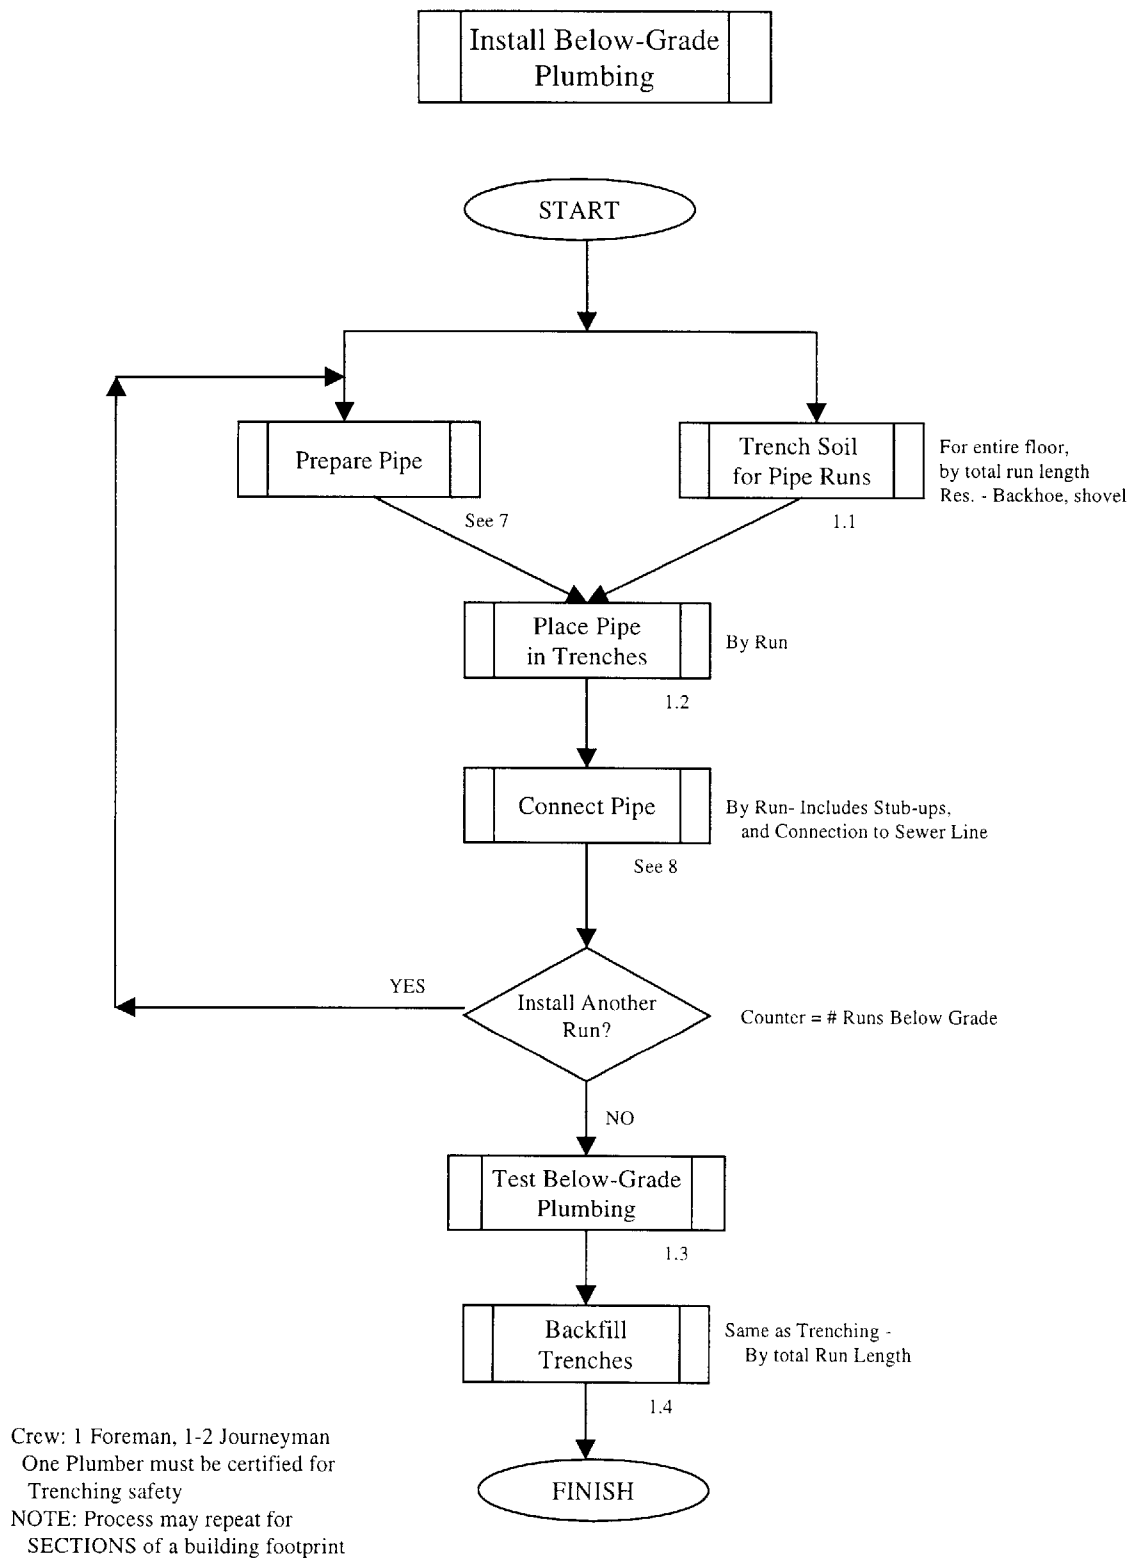 Install Below-Grade
Plumbing
START
Prepare Pipe
See 7
Trench Soil
for Pipe Runs
1.1
For entire floor,
by total run length
Res. - Backhoe, shovel
Place Pipe
in Trenches
1.2
By Run
Connect Pipe
See 8
By Run- Includes Stub-ups,
and Connection to Sewer Line
YES
Install Another
Run?
Counter = # Runs Below Grade
NO
Test Below-Grade
Plumbing
1.3
Backfill
Trenches
1.4
Same as Trenching -
By total Run Length
FINISH
Crew: 1 Foreman, 1-2 Journeyman
One Plumber must be certified for
Trenching safety
NOTE: Process may repeat for
SECTIONS of a building footprint